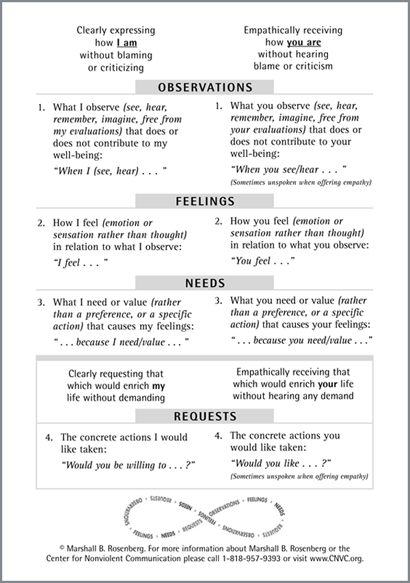 Clearly expressing
how I am
without blaming
or criticizing
Empathically receiving
how you are
without hearing
blame or criticism
OBSERVATIONS
1. What I observe (see, hear,
remember, imagine, free from
my evaluations) that does or
does not contribute to my
well-being:
“When I (see, hear) . . . ”
1. What you observe (see, hear,
remember, imagine, free from
your evaluations) that does or
does not contribute to your
well-being:
“When you see/hear . . . ”
(Sometimes unspoken when offering empathy)
FEELINGS
2. How I feel (emotion or
sensation rather than thought)
in relation to what I observe:
“I feel . . . ”
2. How you feel (emotion or
sensation rather than thought)
in relation to what you observe:
“You feel . . .”
NEEDS
3. What I need or value (rather
than a preference, or a specific
action) that causes my feelings:
“ . . . because I need/value . . . ”
3. What you need or value (rather
than a preference, or a specific
action) that causes your feelings:
“ . . . because you need/value . . .”
Clearly requesting that
which would enrich my
life without demanding
Empathically receiving that
which would enrich your life
without hearing any demand
REQUESTS
4. The concrete actions I would
like taken:
“Would you be willing to . . . ?”
4. The concrete actions you
would like taken:
“Would you like . . . ?”
(Sometimes unspoken when offering empathy)
OBSERVATIONS • FEELINGS • NEEDS • REQUESTS
© Marshall B. Rosenberg. For more information about Marshall B. Rosenberg or the
Center for Nonviolent Communication please call 1-818-957-9393 or visit www.CNVC.org.